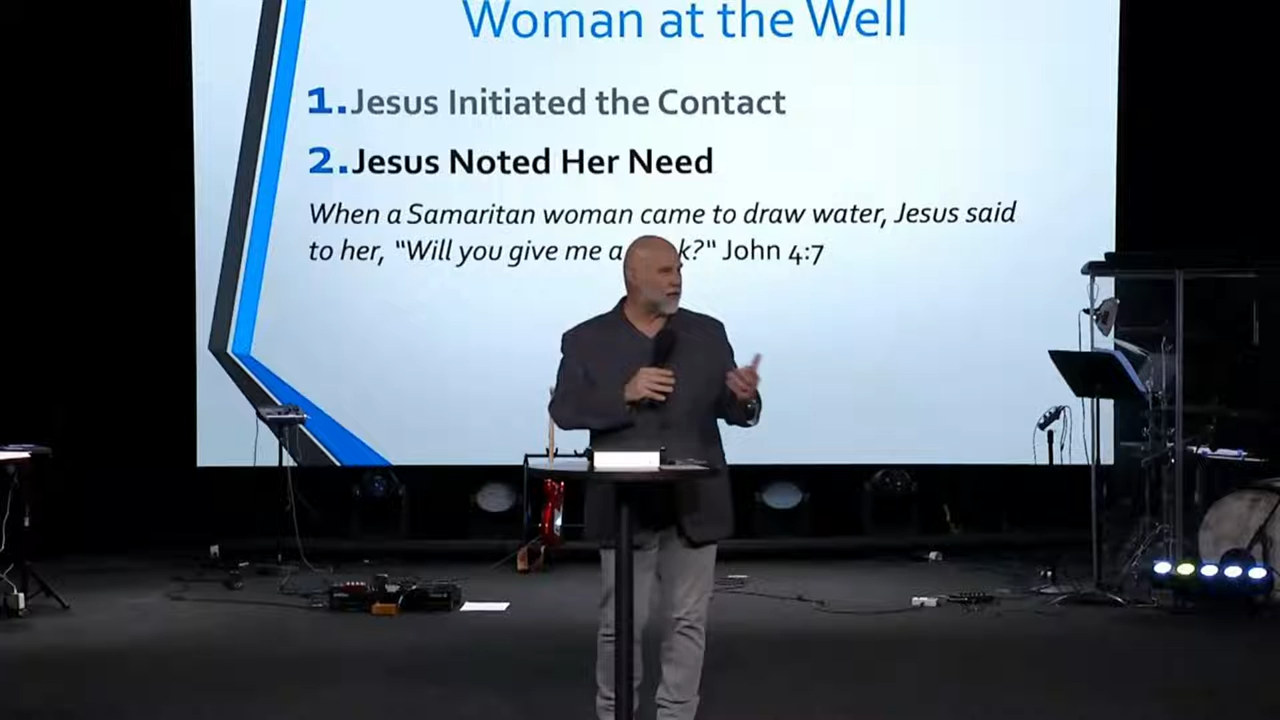 Woman at the Well
1. Jesus Initiated the Contact
2. Jesus Noted Her Need
When a Samaritan woman came to draw water, Jesus said
to her, "Will you give me a k?" John 4:7